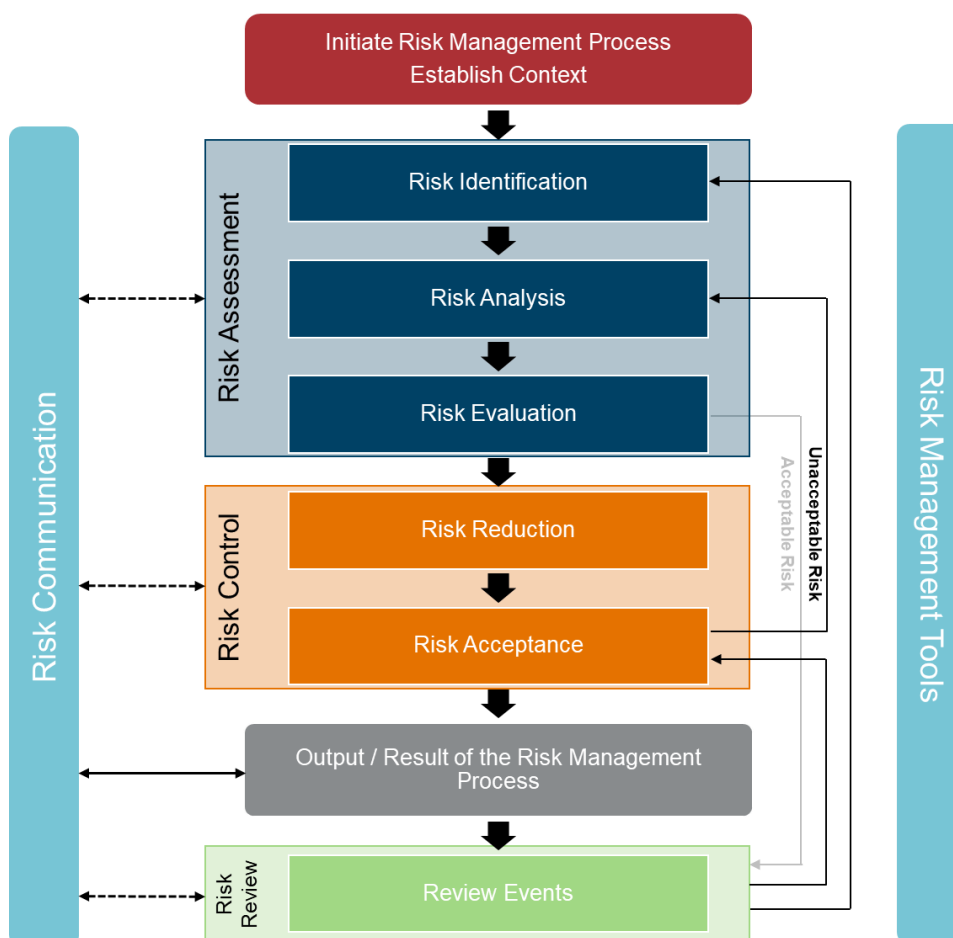 Initiate Risk Management Process
Establish Context
Risk Communication
Risk Assessment
Risk Identification
Risk Analysis
Risk Evaluation
Risk Control
Risk Reduction
Risk Acceptance
Acceptable Risk
Unacceptable Risk
Output / Result of the Risk Management
Process
Risk
Review
Review Events
Risk Management Tools